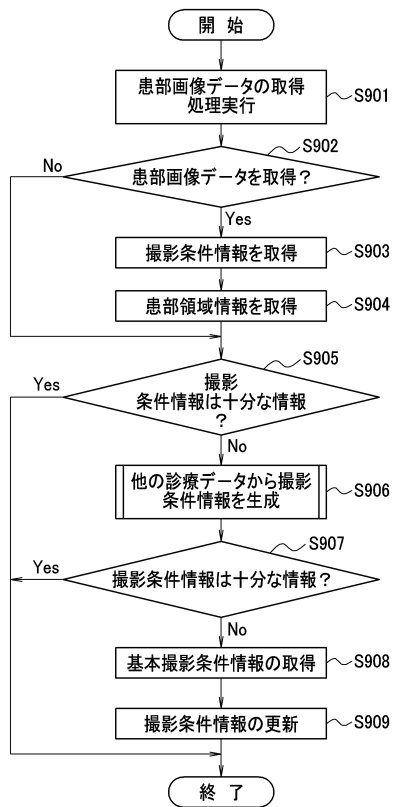 開 始
患部画像データの取得
処理実行
S901
S902
No
患部画像データを取得?
Yes
撮影条件情報を取得
S903
患部領域情報を取得
S904
S905
Yes
撮影
条件情報は十分な情報
?
No
他の診療データから撮影
条件情報を生成
S906
S907
Yes
撮影条件情報は十分な情報?
No
基本撮影条件情報の取得
S908
撮影条件情報の更新
S909
終 了